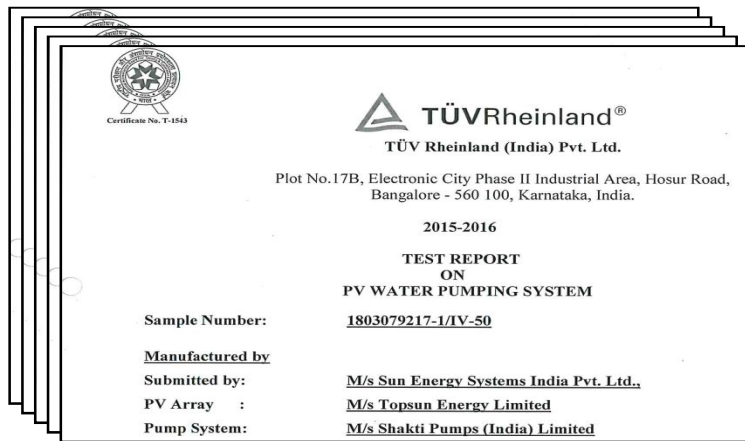 Certificate No. T-1543
TÜVRheinland®
TÜV Rheinland (India) Pvt. Ltd.
Plot No.17B, Electronic City Phase II Industrial Area, Hosur Road,
Bangalore - 560 100, Karnataka, India.
2015-2016
TEST REPORT
ON
PV WATER PUMPING SYSTEM
Sample Number: 1803079217-1/IV-50
Manufactured by
Submitted by: M/s Sun Energy Systems India Pvt. Ltd.,
PV Array : M/s Topsun Energy Limited
Pump System: M/s Shakti Pumps (India) Limited